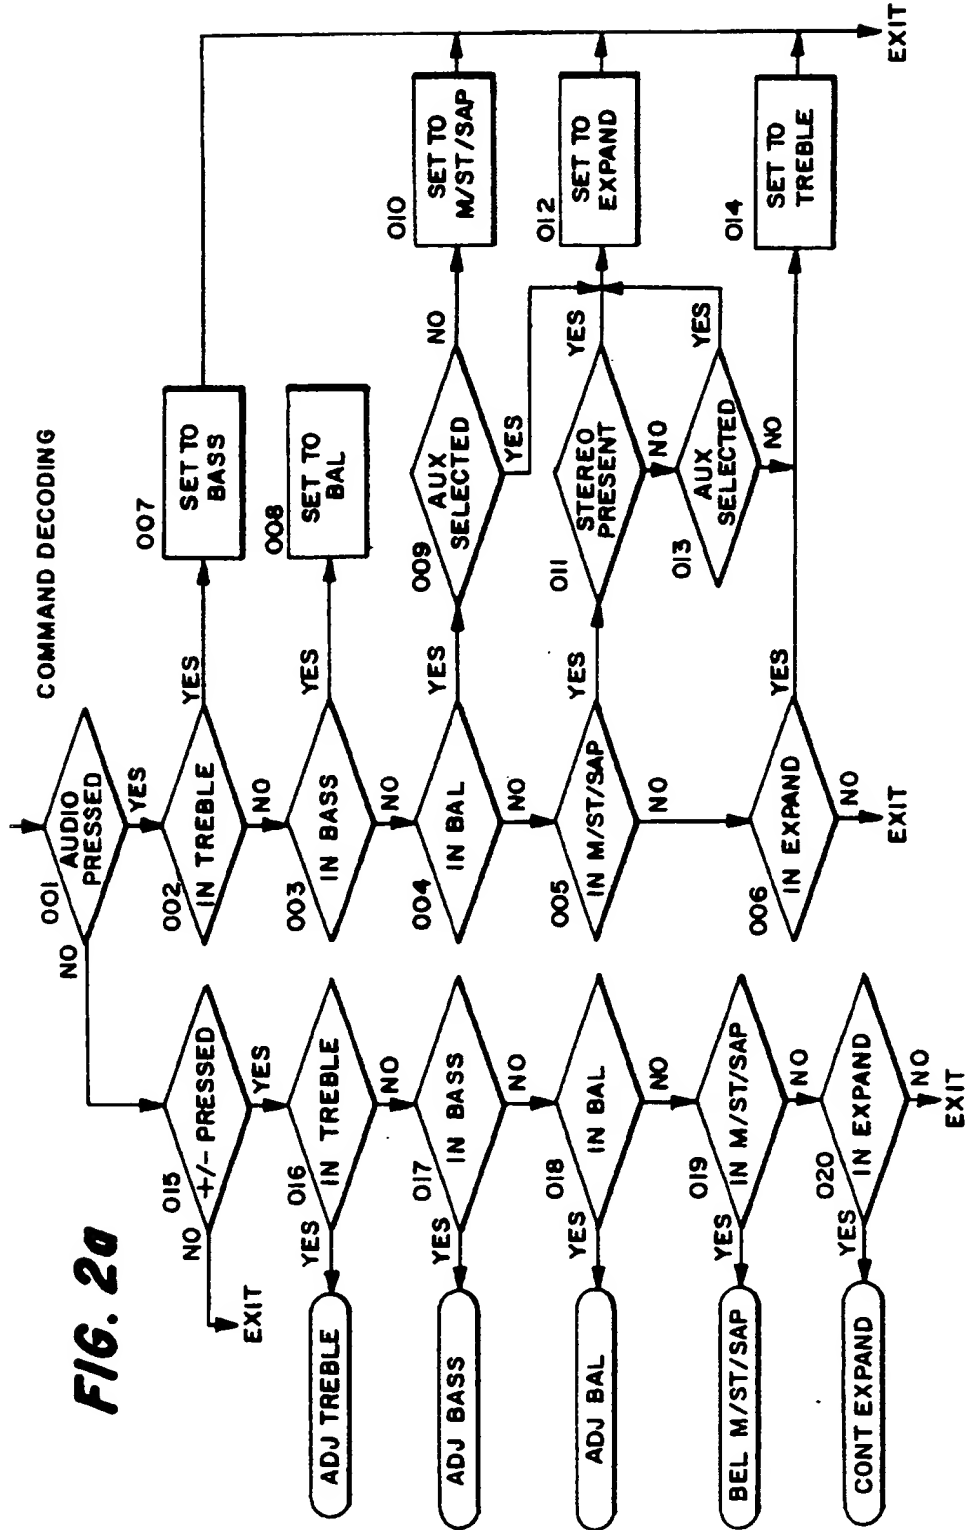 COMMAND DECODING
001
AUDIO
PRESSED
YES
NO
002
IN TREBLE
YES
NO
007
SET TO
BASS
003
IN BASS
YES
NO
008
SET TO
BAL
004
IN BAL
YES
NO
009
AUX
SELECTED
NO
YES
010
SET TO
M/ST/SAP
005
IN M/ST/SAP
YES
NO
011
STEREO
PRESENT
YES
NO
012
SET TO
EXPAND
013
AUX
SELECTED
YES
NO
006
IN EXPAND
YES
NO
EXIT
014
SET TO
TREBLE
EXIT
015
+/- PRESSED
NO
EXIT
YES
016
IN TREBLE
YES
ADJ TREBLE
NO
017
IN BASS
YES
ADJ BASS
NO
018
IN BAL
YES
ADJ BAL
NO
019
IN M/ST/SAP
YES
BEL M/ST/SAP
NO
020
IN EXPAND
YES
CONT EXPAND
NO
EXIT
FIG. 2a